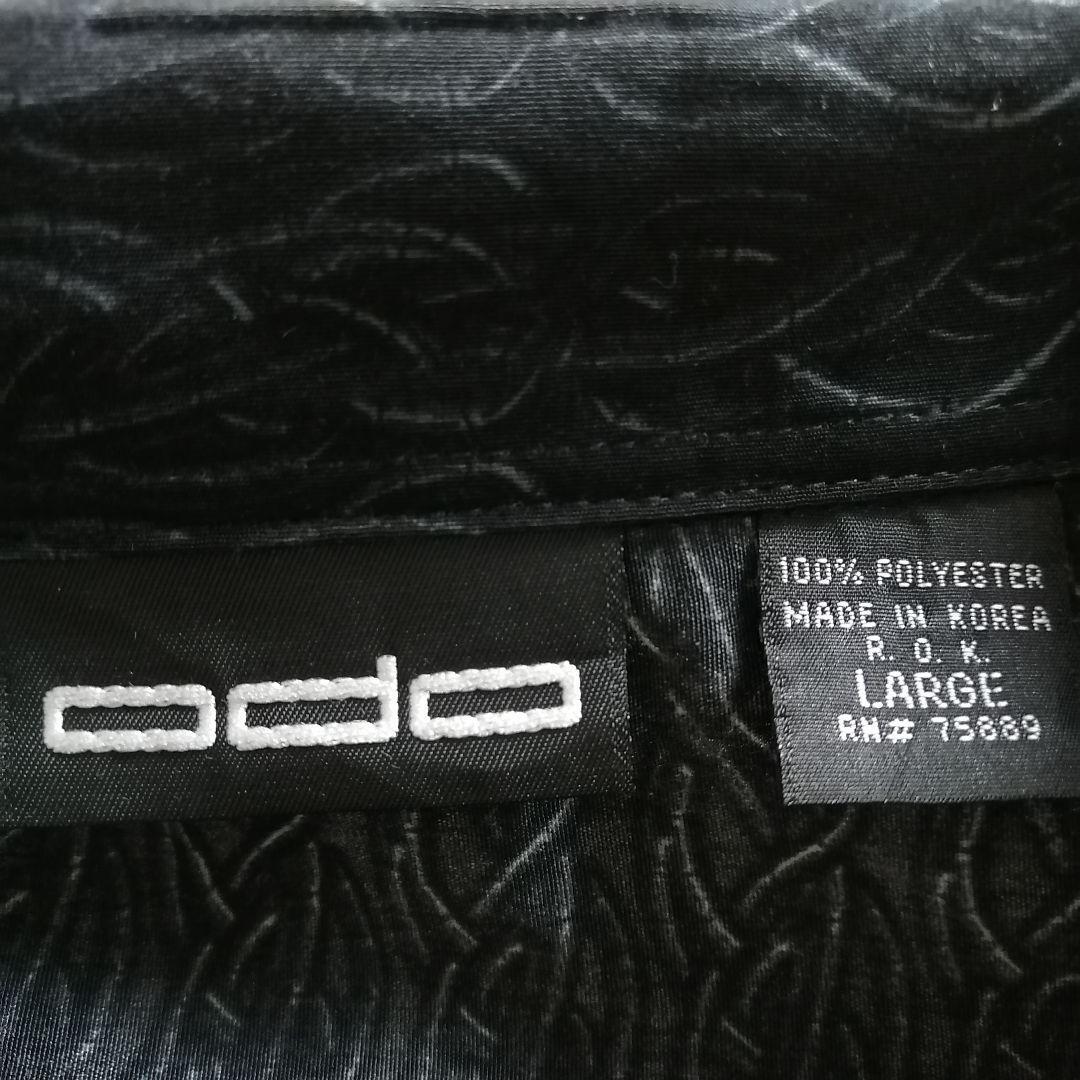 odo
100% POLYESTER
MADE IN KOREA
R. O. K.
LARGE
RN# 75889